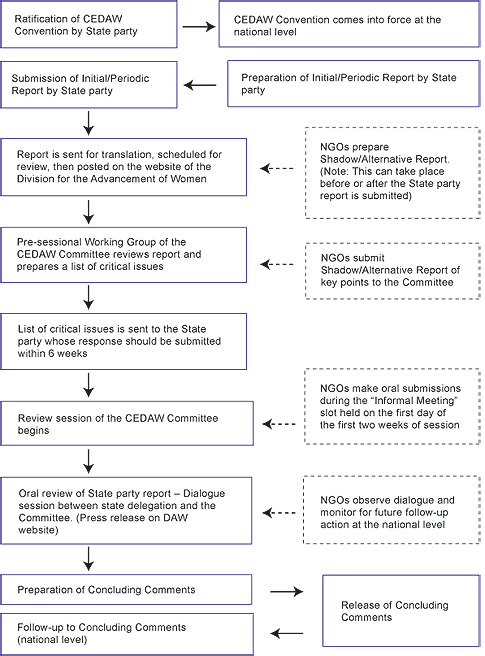 Ratification of CEDAW
Convention by State party
CEDAW Convention comes into force at the
national level
Submission of Initial/Periodic
Report by State party
Preparation of Initial/Periodic Report by State
party
Report is sent for translation, scheduled for
review, then posted on the website of the
Division for the Advancement of Women
NGOs prepare
Shadow/Alternative Report.
(Note: This can take place
before or after the State party
report is submitted)
Pre-sessional Working Group of the
CEDAW Committee reviews report and
prepares a list of critical issues
NGOs submit
Shadow/Alternative Report of
key points to the Committee
List of critical issues is sent to the State
party whose response should be submitted
within 6 weeks
NGOs make oral submissions
during the “Informal Meeting”
slot held on the first day of
the first two weeks of session
Review session of the CEDAW Committee
begins
Oral review of State party report – Dialogue
session between state delegation and the
Committee. (Press release on DAW
website)
NGOs observe dialogue and
monitor for future follow-up
action at the national level
Preparation of Concluding Comments
Release of Concluding
Comments
Follow-up to Concluding Comments
(national level)